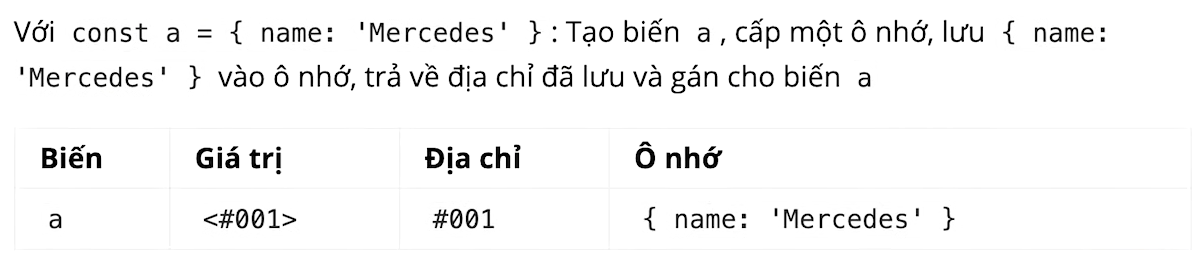 Với const a = { name: 'Mercedes' } : Tạo biến a , cấp một ô nhớ, lưu { name:
'Mercedes' } vào ô nhớ, trả về địa chỉ đã lưu và gán cho biến a
Biến Giá trị Địa chỉ Ô nhớ
a <#001> #001 { name: 'Mercedes' }